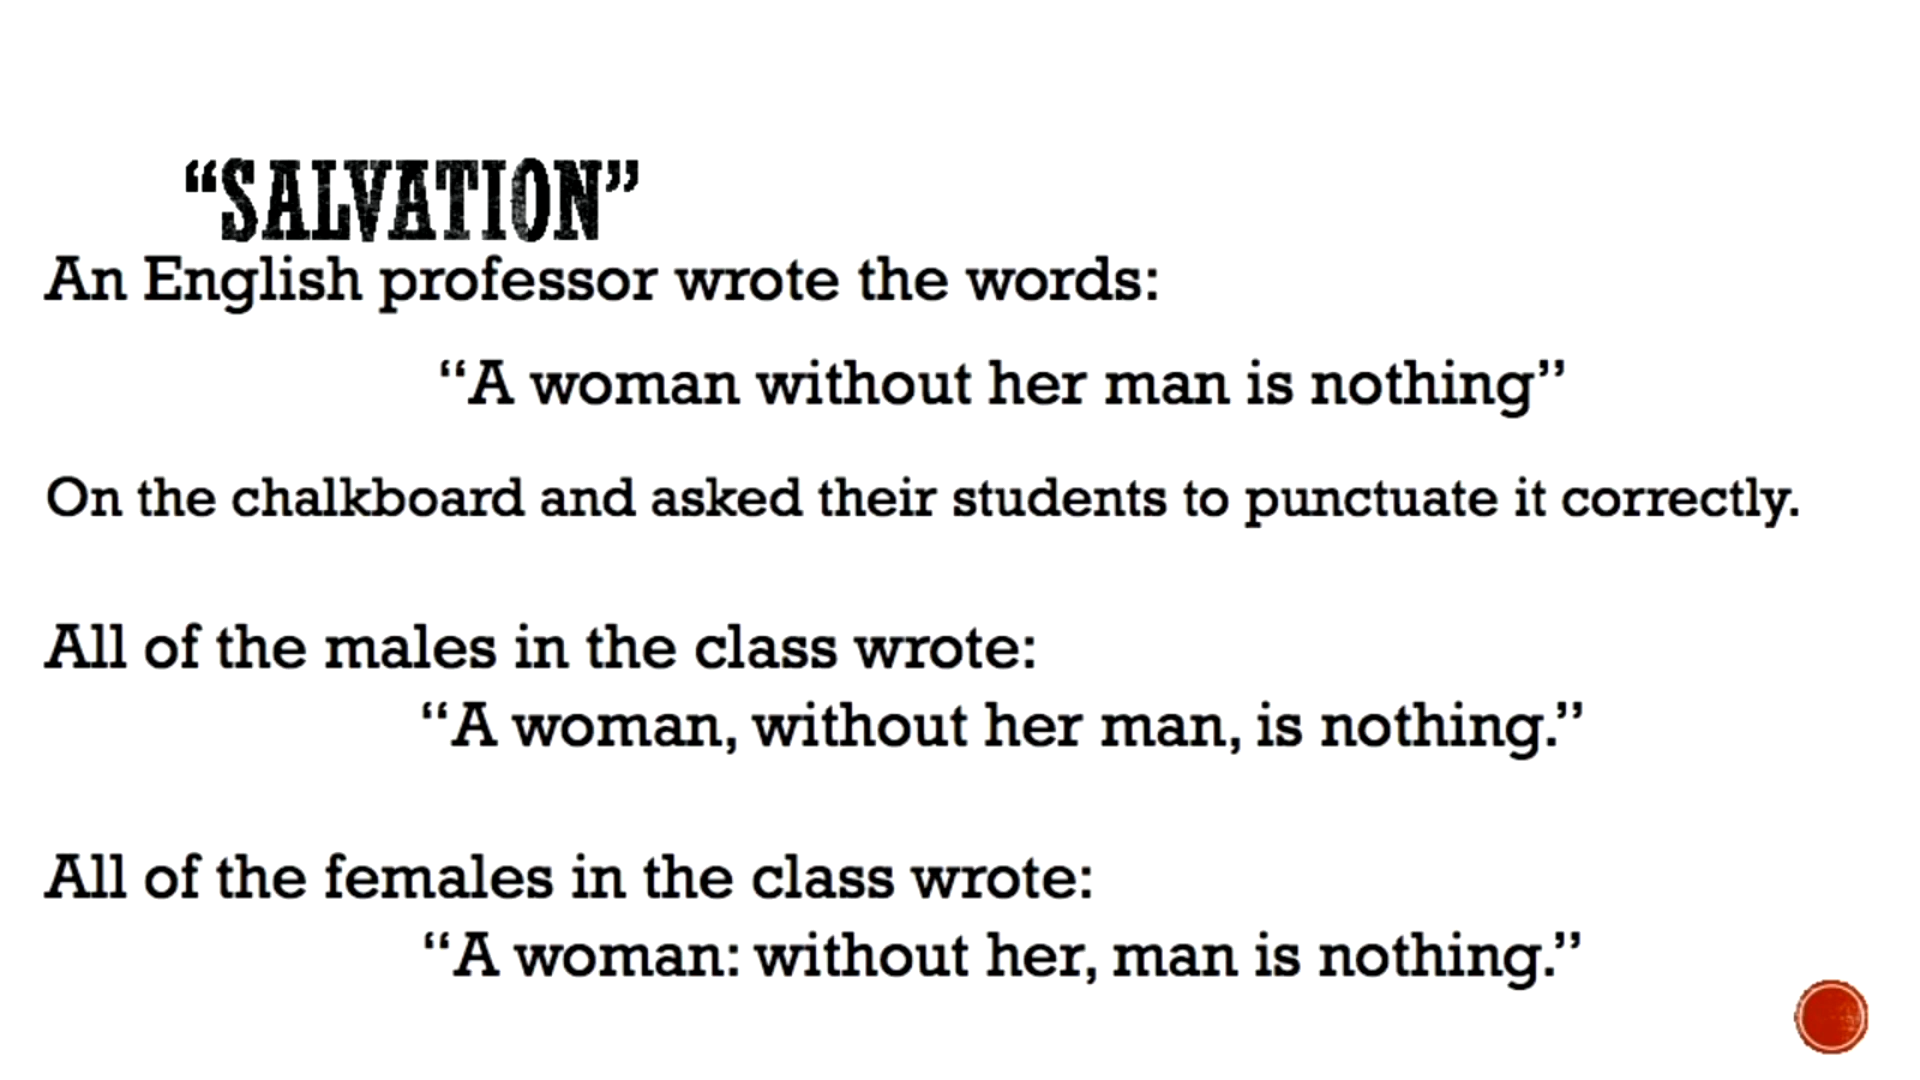 “SALVATION”
An English professor wrote the words:
“A woman without her man is nothing”
On the chalkboard and asked their students to punctuate it correctly.
All of the males in the class wrote:
“A woman, without her man, is nothing.”
All of the females in the class wrote:
“A woman: without her, man is nothing.”